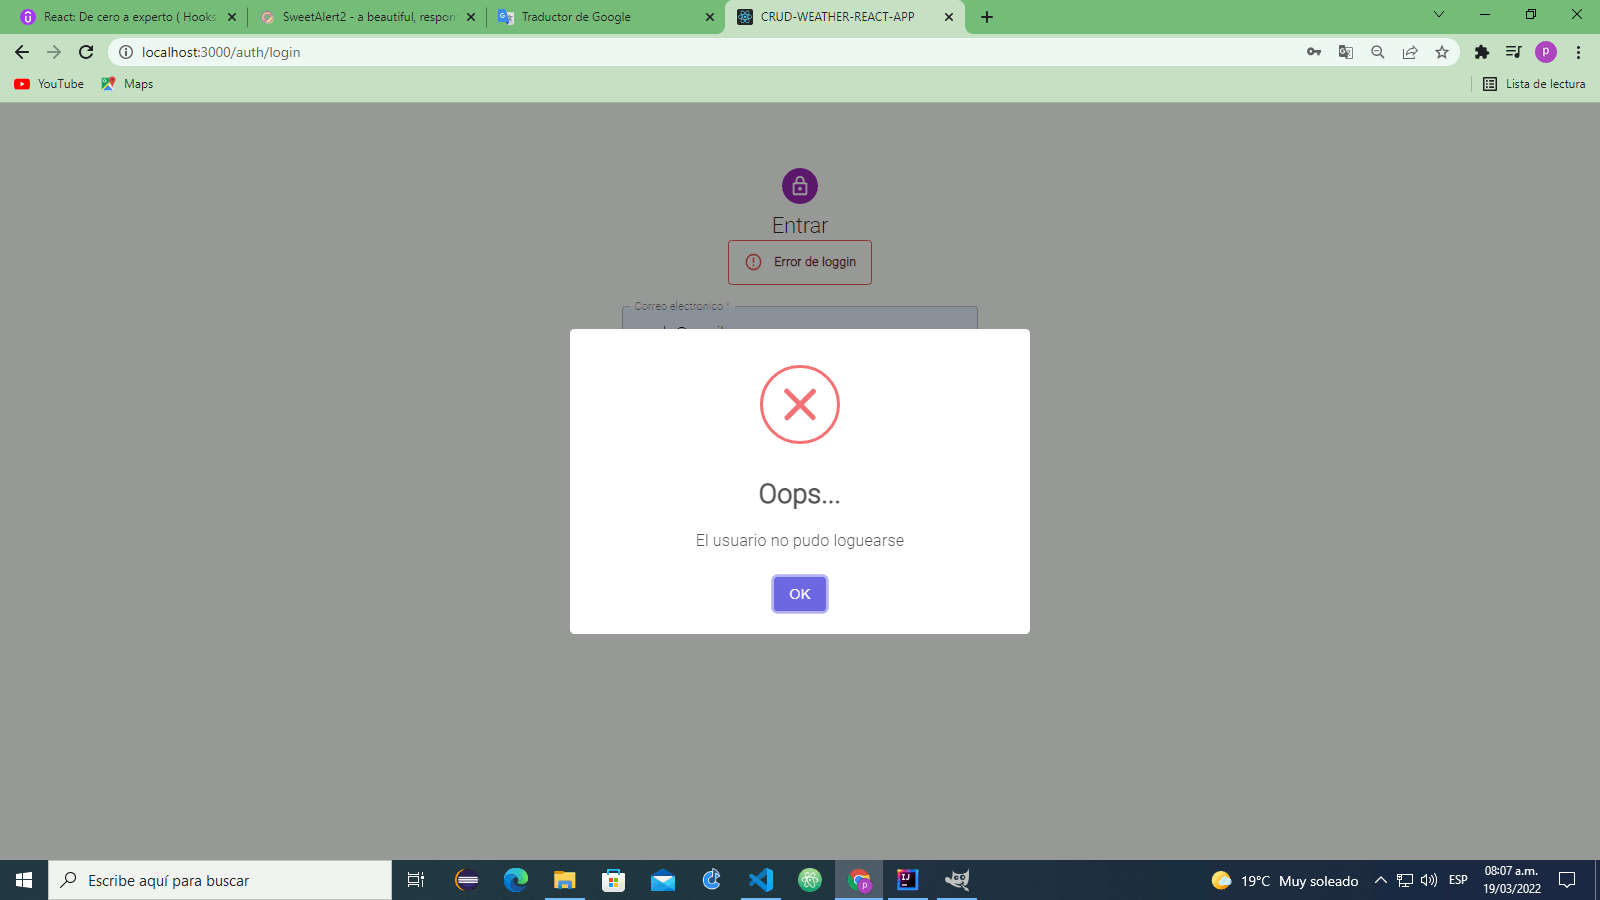 React: De cero a experto ( Hooks
SweetAlert2 - a beautiful, respon
Traductor de Google
CRUD-WEATHER-REACT-APP
localhost:3000/auth/login
P
YouTube
Maps
Lista de lectura
Entrar
Error de loggin
Correo electronico *
Oops...
El usuario no pudo loguearse
OK
Escribe aquí para buscar
19°C Muy soleado
ESP
08:07 a.m.
19/03/2022